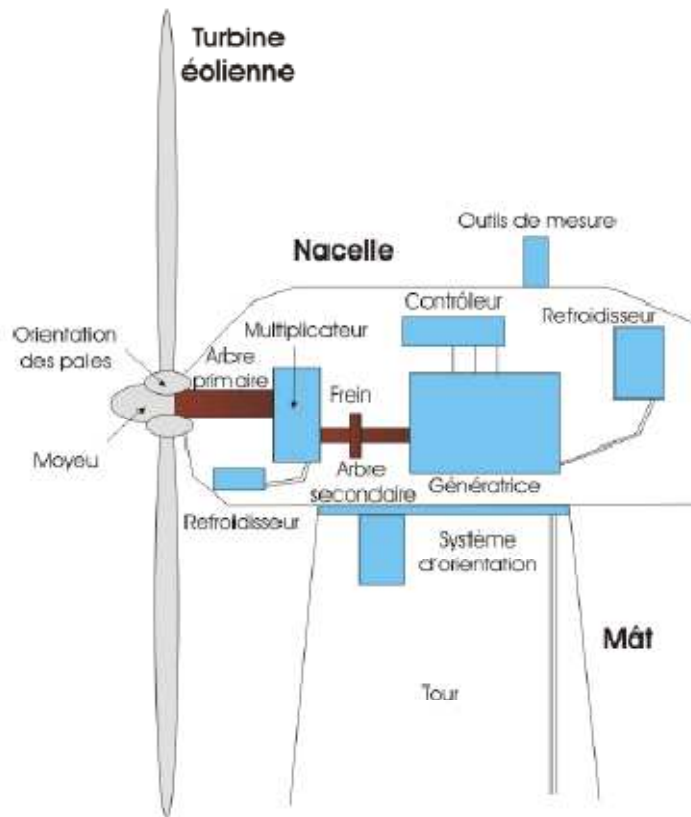 Turbine
éolienne
Outils de mesure
Nacelle
Contrôleur
Refroidisseur
Orientation
des pales
Multiplicateur
Arbre
primaire
Frein
Moyeu
Arbre
secondaire
Génératrice
Refroidisseur
Système
d'orientation
Mât
Tour